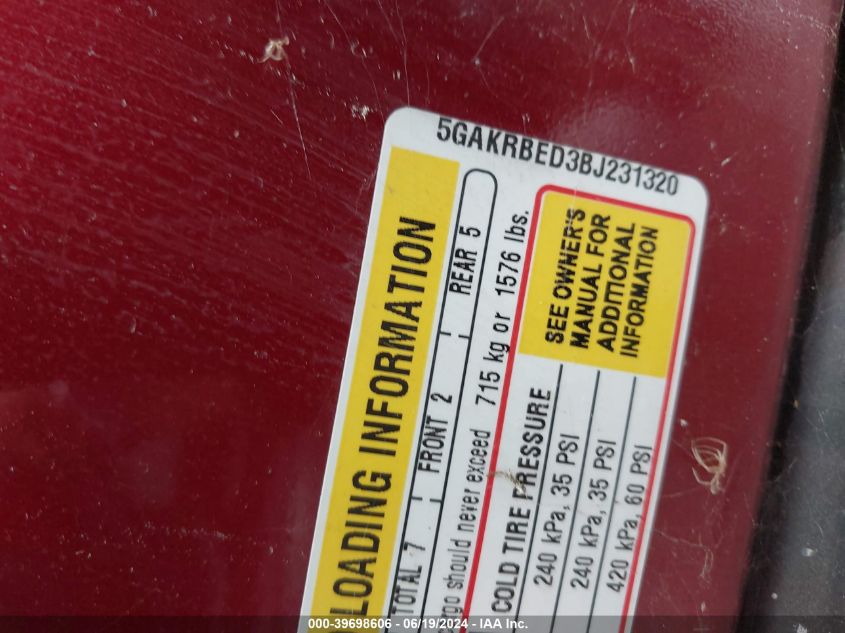 5GAKRBED3BJ231320
LOADING INFORMATION
TOTAL 7 FRONT 2 REAR 5
should never exceed 715 kg or 1576 lbs.
COLD TIRE PRESSURE
240 kPa, 35 PSI
240 kPa, 35 PSI
420 kPa, 60 PSI
SEE OWNER'S
MANUAL FOR
ADDITIONAL
INFORMATION
000-39698606 - 06/19/2024 - IAA Inc.